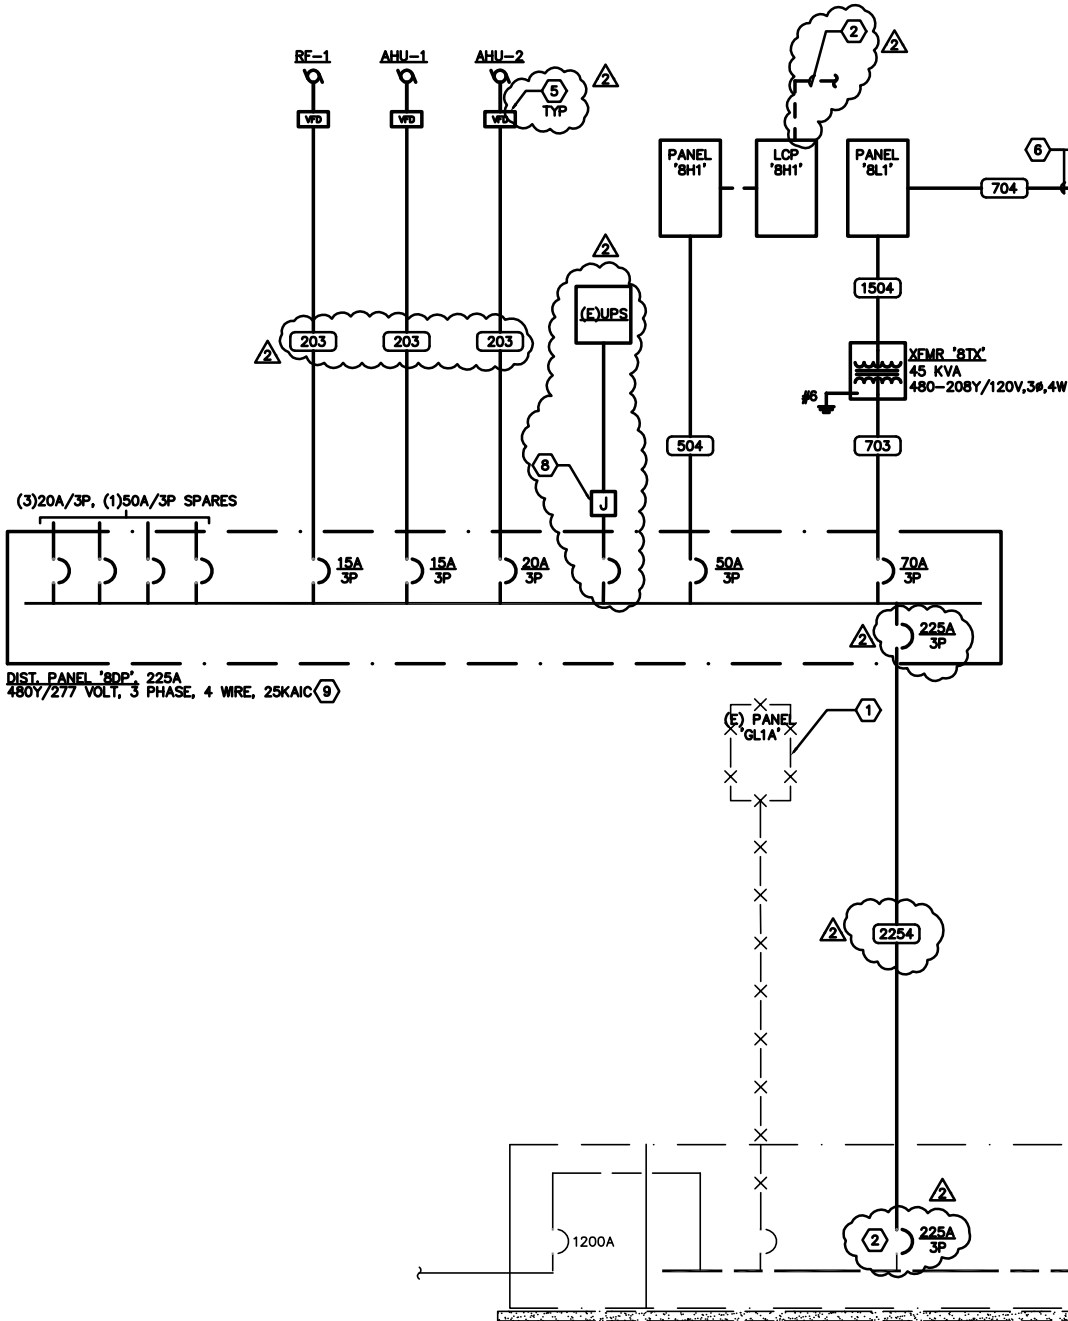 RF-1
AHU-1
AHU-2
2
2
2
5
TYP
VFD
VFD
VFD
PANEL
'8H1'
LCP
'8H1'
PANEL
'8L1'
6
704
2
(E)UPS
1504
2
203
203
203
XFMR '8TX'
45 KVA
480-208Y/120V,3ø,4W
#6
504
703
8
J
(3)20A/3P, (1)50A/3P SPARES
15A
3P
15A
3P
20A
3P
50A
3P
70A
3P
2
225A
3P
DIST. PANEL '8DP', 225A
480Y/277 VOLT, 3 PHASE, 4 WIRE, 25KAIC
9
(E) PANEL
'GL1A'
1
2
2254
2
1200A
2
225A
3P